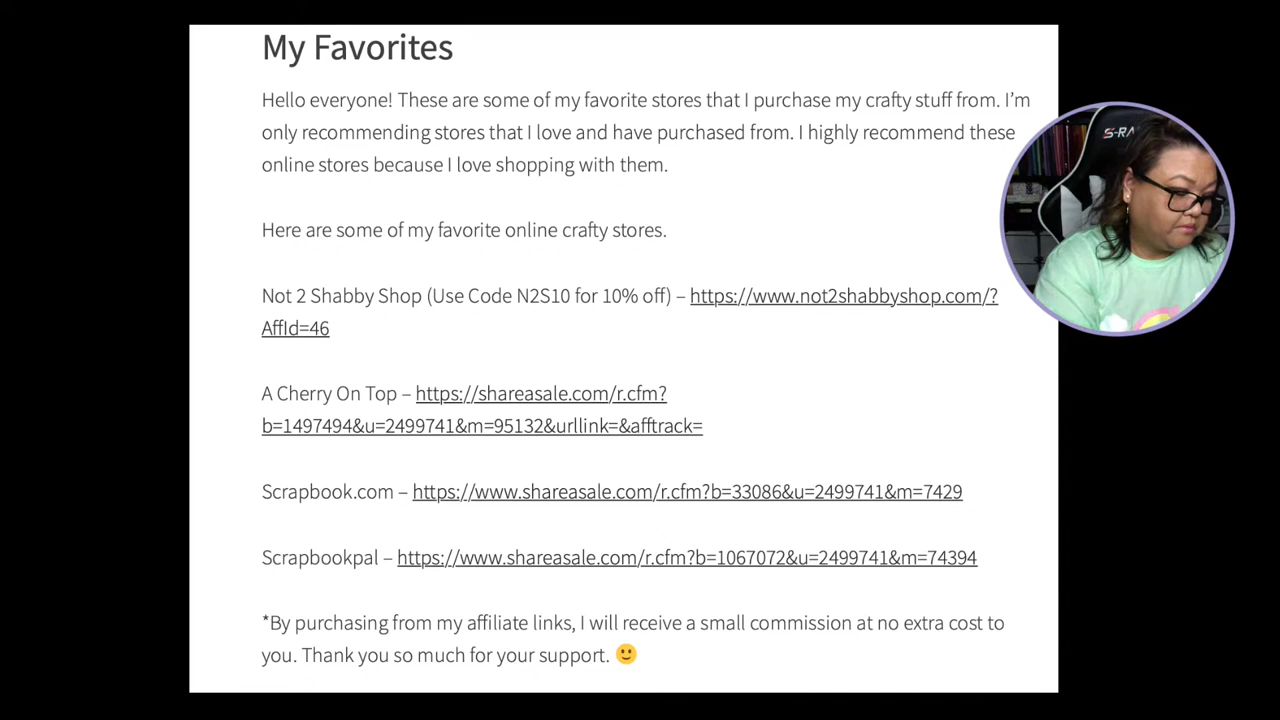 My Favorites
Hello everyone! These are some of my favorite stores that I purchase my crafty stuff from. I’m
only recommending stores that I love and have purchased from. I highly recommend these
online stores because I love shopping with them.
Here are some of my favorite online crafty stores.
Not 2 Shabby Shop (Use Code N2S10 for 10% off) – https://www.not2shabbyshop.com/?
AffId=46
A Cherry On Top – https://shareasale.com/r.cfm?
b=1497494&u=2499741&m=95132&urllink=&afftrack=
Scrapbook.com – https://www.shareasale.com/r.cfm?b=33086&u=2499741&m=7429
Scrapbookpal – https://www.shareasale.com/r.cfm?b=1067072&u=2499741&m=74394
*By purchasing from my affiliate links, I will receive a small commission at no extra cost to
you. Thank you so much for your support. 🙂